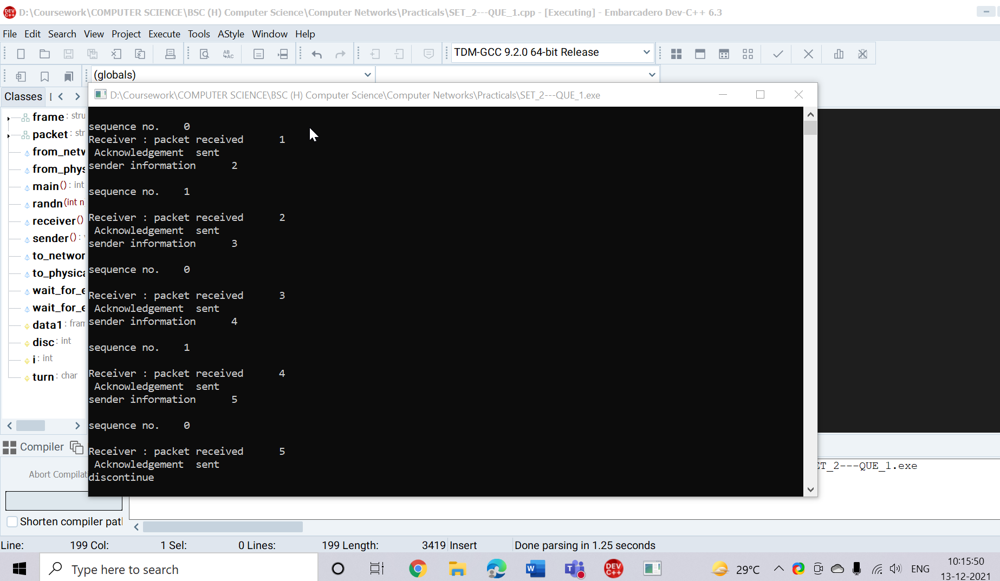 D:\Coursework\COMPUTER SCIENCE\BSC (H) Computer Science\Computer Networks\Practicals\SET_2---QUE_1.cpp - [Executing] - Embarcadero Dev-C++ 6.3
File Edit Search View Project Execute Tools AStyle Window Help
TDM-GCC 9.2.0 64-bit Release
(globals)
Classes
D:\Coursework\COMPUTER SCIENCE\BSC (H) Computer Science\Computer Networks\Practicals\SET_2---QUE_1.exe
frame : stru
packet : str
from_netw
from_phys
main() : int
randn(int n
receiver()
sender() :
to_networ
to_physica
wait_for_e
wait_for_e
data1 : fram
disc : int
i : int
turn : char
sequence no. 0
Receiver : packet received 1
Acknowledgement sent
sender information 2
sequence no. 1
Receiver : packet received 2
Acknowledgement sent
sender information 3
sequence no. 0
Receiver : packet received 3
Acknowledgement sent
sender information 4
sequence no. 1
Receiver : packet received 4
Acknowledgement sent
sender information 5
sequence no. 0
Receiver : packet received 5
Acknowledgement sent
discontinue
Compiler
Abort Compilat
ET_2---QUE_1.exe
Shorten compiler pat
Line: 199 Col: 1 Sel: 0 Lines: 199 Length: 3419 Insert Done parsing in 1.25 seconds
Type here to search
29°C
ENG
10:15:50
13-12-2021